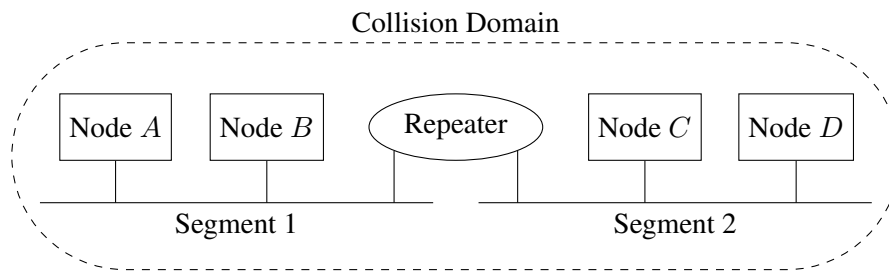 Collision Domain
Node A
Node B
Repeater
Node C
Node D
Segment 1
Segment 2